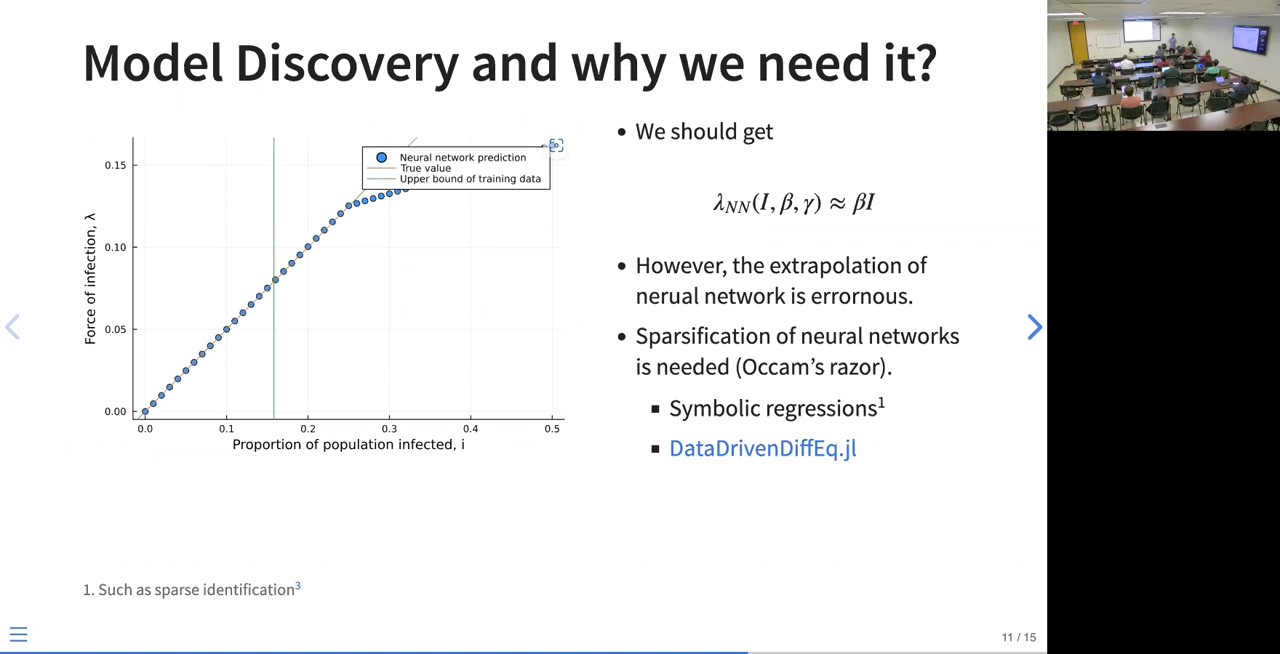 Model Discovery and why we need it?
0.15
0.10
0.05
0.00
Force of infection, λ
Neural network prediction
True value
Upper bound of training data
0.0 0.1 0.2 0.3 0.4 0.5
Proportion of population infected, i
• We should get
λNN(I, β, γ) ≈ βI
• However, the extrapolation of
nerual network is errornous.
• Sparsification of neural networks
is needed (Occam’s razor).
▪ Symbolic regressions¹
▪ DataDrivenDiffEq.jl
1. Such as sparse identification³
11 / 15